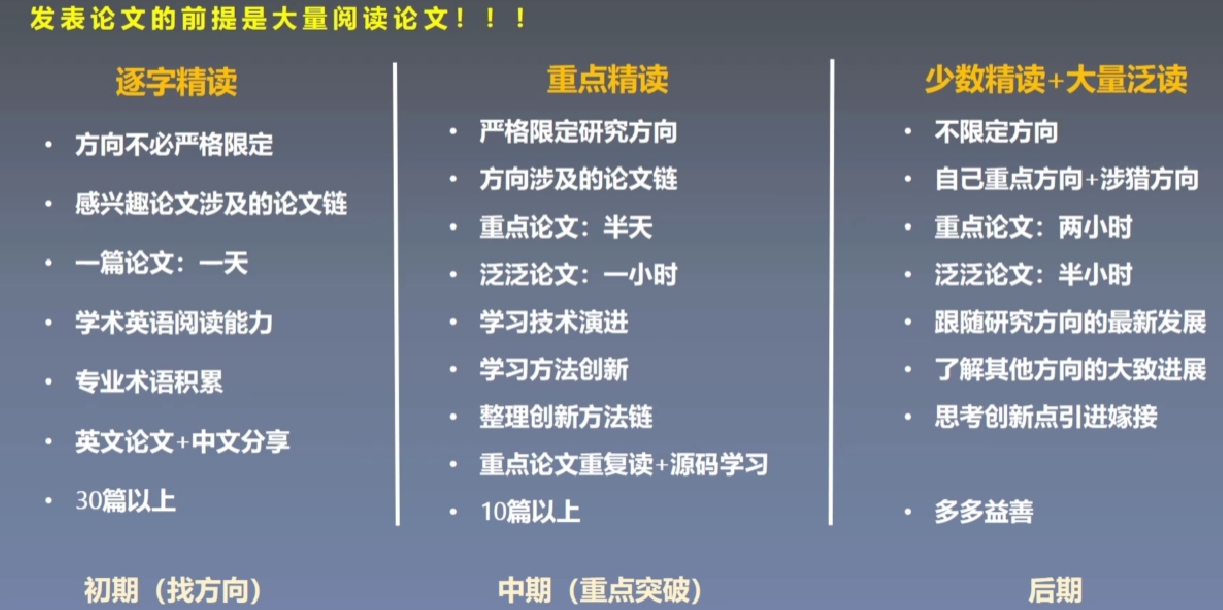 发表论文的前提是大量阅读论文！！！
逐字精读
• 方向不必严格限定
• 感兴趣论文涉及的论文链
• 一篇论文：一天
• 学术英语阅读能力
• 专业术语积累
• 英文论文+中文分享
• 30篇以上
初期（找方向）
重点精读
• 严格限定研究方向
• 方向涉及的论文链
• 重点论文：半天
• 泛泛论文：一小时
• 学习技术演进
• 学习方法创新
• 整理创新方法链
• 重点论文重复读+源码学习
• 10篇以上
中期（重点突破）
少数精读+大量泛读
• 不限定方向
• 自己重点方向+涉猎方向
• 重点论文：两小时
• 泛泛论文：半小时
• 跟随研究方向的最新发展
• 了解其他方向的大致进展
• 思考创新点引进嫁接
• 多多益善
后期